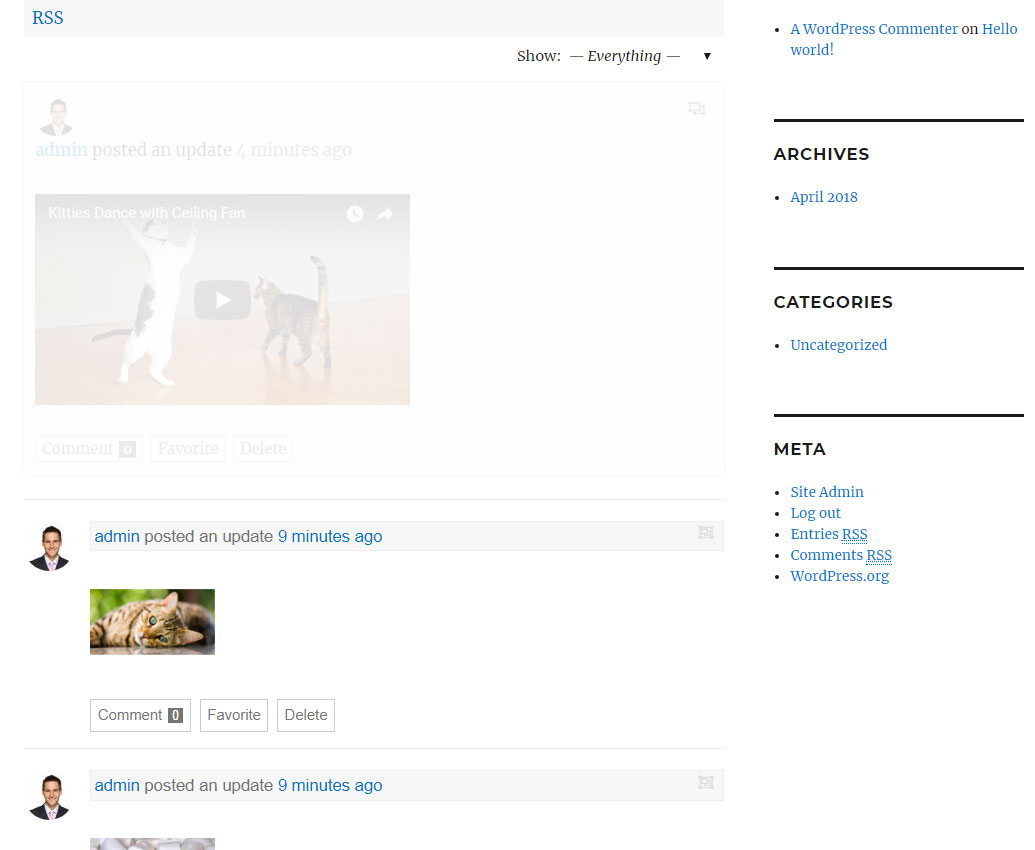 RSS
Show: — Everything —
admin posted an update 4 minutes ago
Kitties Dance with Ceiling Fan
Comment 0 Favorite Delete
admin posted an update 9 minutes ago
Comment 0 Favorite Delete
admin posted an update 9 minutes ago
A WordPress Commenter on Hello
world!
ARCHIVES
April 2018
CATEGORIES
Uncategorized
META
Site Admin
Log out
Entries RSS
Comments RSS
WordPress.org